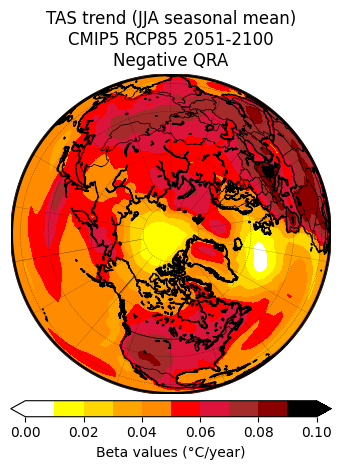 TAS trend (JJA seasonal mean)
CMIP5 RCP85 2051-2100
Negative QRA
0.00 0.02 0.04 0.06 0.08 0.10
Beta values (°C/year)